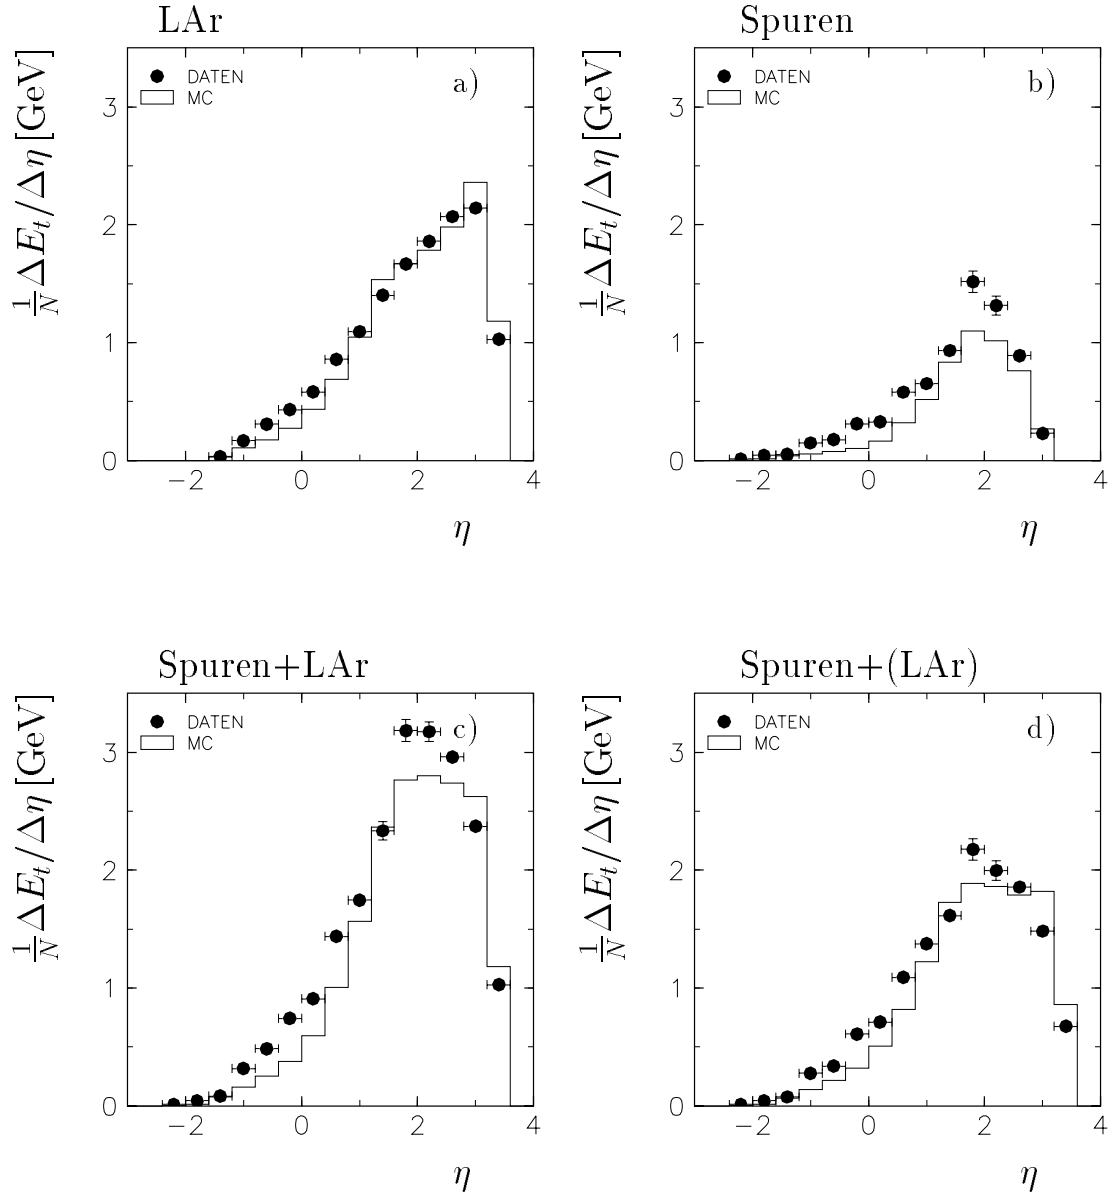 LAr
DATEN
MC
a)
3
2
1
0
−2 0 2 4
η
1/N ΔE_t/Δη [GeV]
Spuren
DATEN
MC
b)
3
2
1
0
−2 0 2 4
η
1/N ΔE_t/Δη [GeV]
Spuren+LAr
DATEN
MC
c)
3
2
1
0
−2 0 2 4
η
1/N ΔE_t/Δη [GeV]
Spuren+(LAr)
DATEN
MC
d)
3
2
1
0
−2 0 2 4
η
1/N ΔE_t/Δη [GeV]